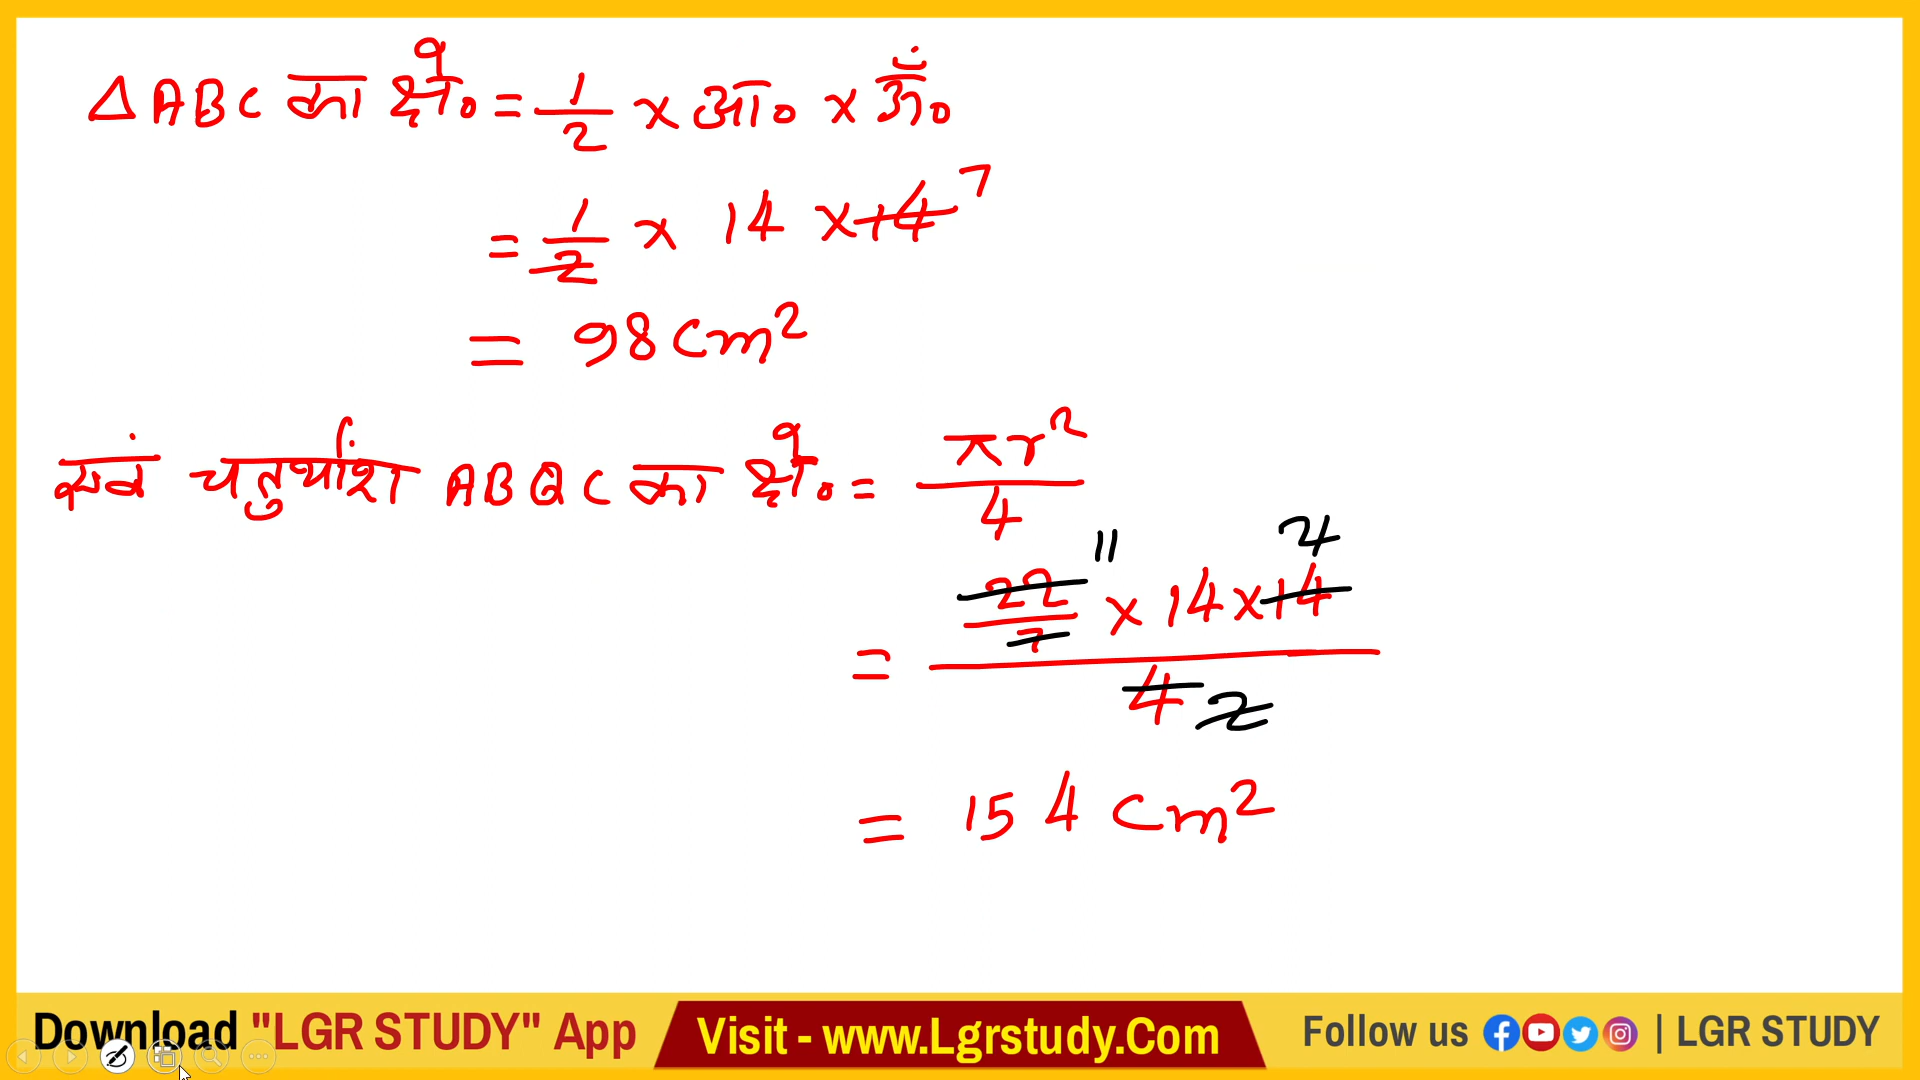 Δ ABC का क्षे० = 1/2 × आ० × ऊं०
= 1/2 × 14 × 14 7
= 98 cm²
एवं चतुर्थांश ABQC का क्षे० = πr²/4
= 22/7 11 × 14 × 14 2 / 4 2
= 154 cm²
Download "LGR STUDY" App Visit - www.Lgrstudy.Com Follow us | LGR STUDY